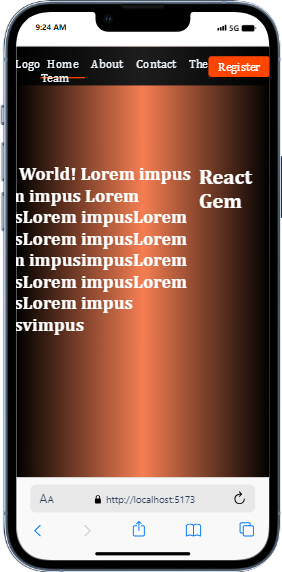 9:24 AM
5G
Logo Home About Contact The
Team
Register
World! Lorem impus
n impus Lorem
sLorem impusLorem
sLorem impusLorem
n impusimpusLorem
sLorem impusLorem
sLorem impus
svimpus
React
Gem
AA
http://localhost:5173